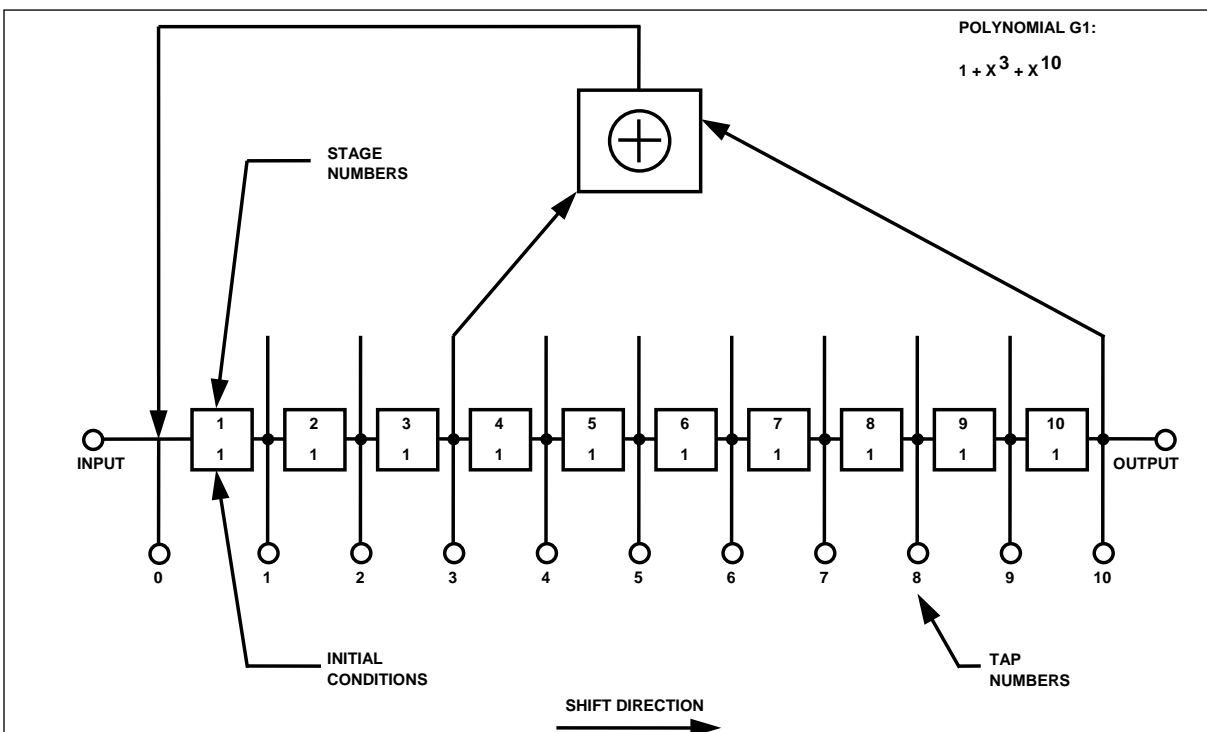 POLYNOMIAL G1:
1 + X 3 + X 10
STAGE
NUMBERS
1 2 3 4 5 6 7 8 9 10
1 1 1 1 1 1 1 1 1 1
INPUT
OUTPUT
0 1 2 3 4 5 6 7 8 9 10
INITIAL
CONDITIONS
TAP
NUMBERS
SHIFT DIRECTION